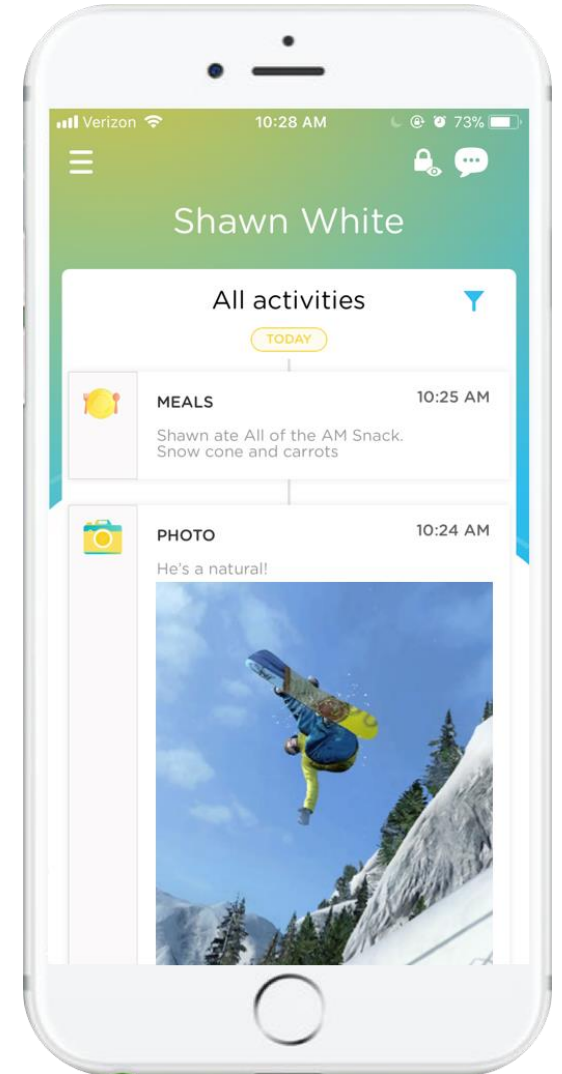 Verizon 10:28 AM 73%
Shawn White
All activities
TODAY
MEALS 10:25 AM
Shawn ate All of the AM Snack.
Snow cone and carrots
PHOTO 10:24 AM
He's a natural!